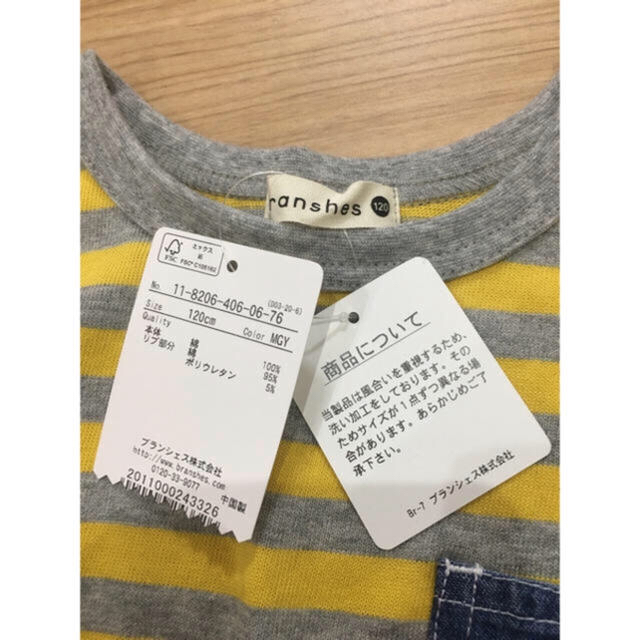 ranshes 120
FSC
ミックス
紙
FSC® C105162
(D03-20-6)
No. 11-8206-406-06-76
Size 120cm Color MGY
Quality
本体 綿 100%
リブ部分 綿 95%
ポリウレタン 5%
ブランシェス株式会社
http://www.branshes.com
0120-33-9077
中国製
2011000243326
商品について
当製品は風合いを重視するため、
洗い加工をしております。その
ためサイズが1点ずつ異なる場
合があります。あらかじめご了
承下さい。
Br-7 ブランシェス株式会社